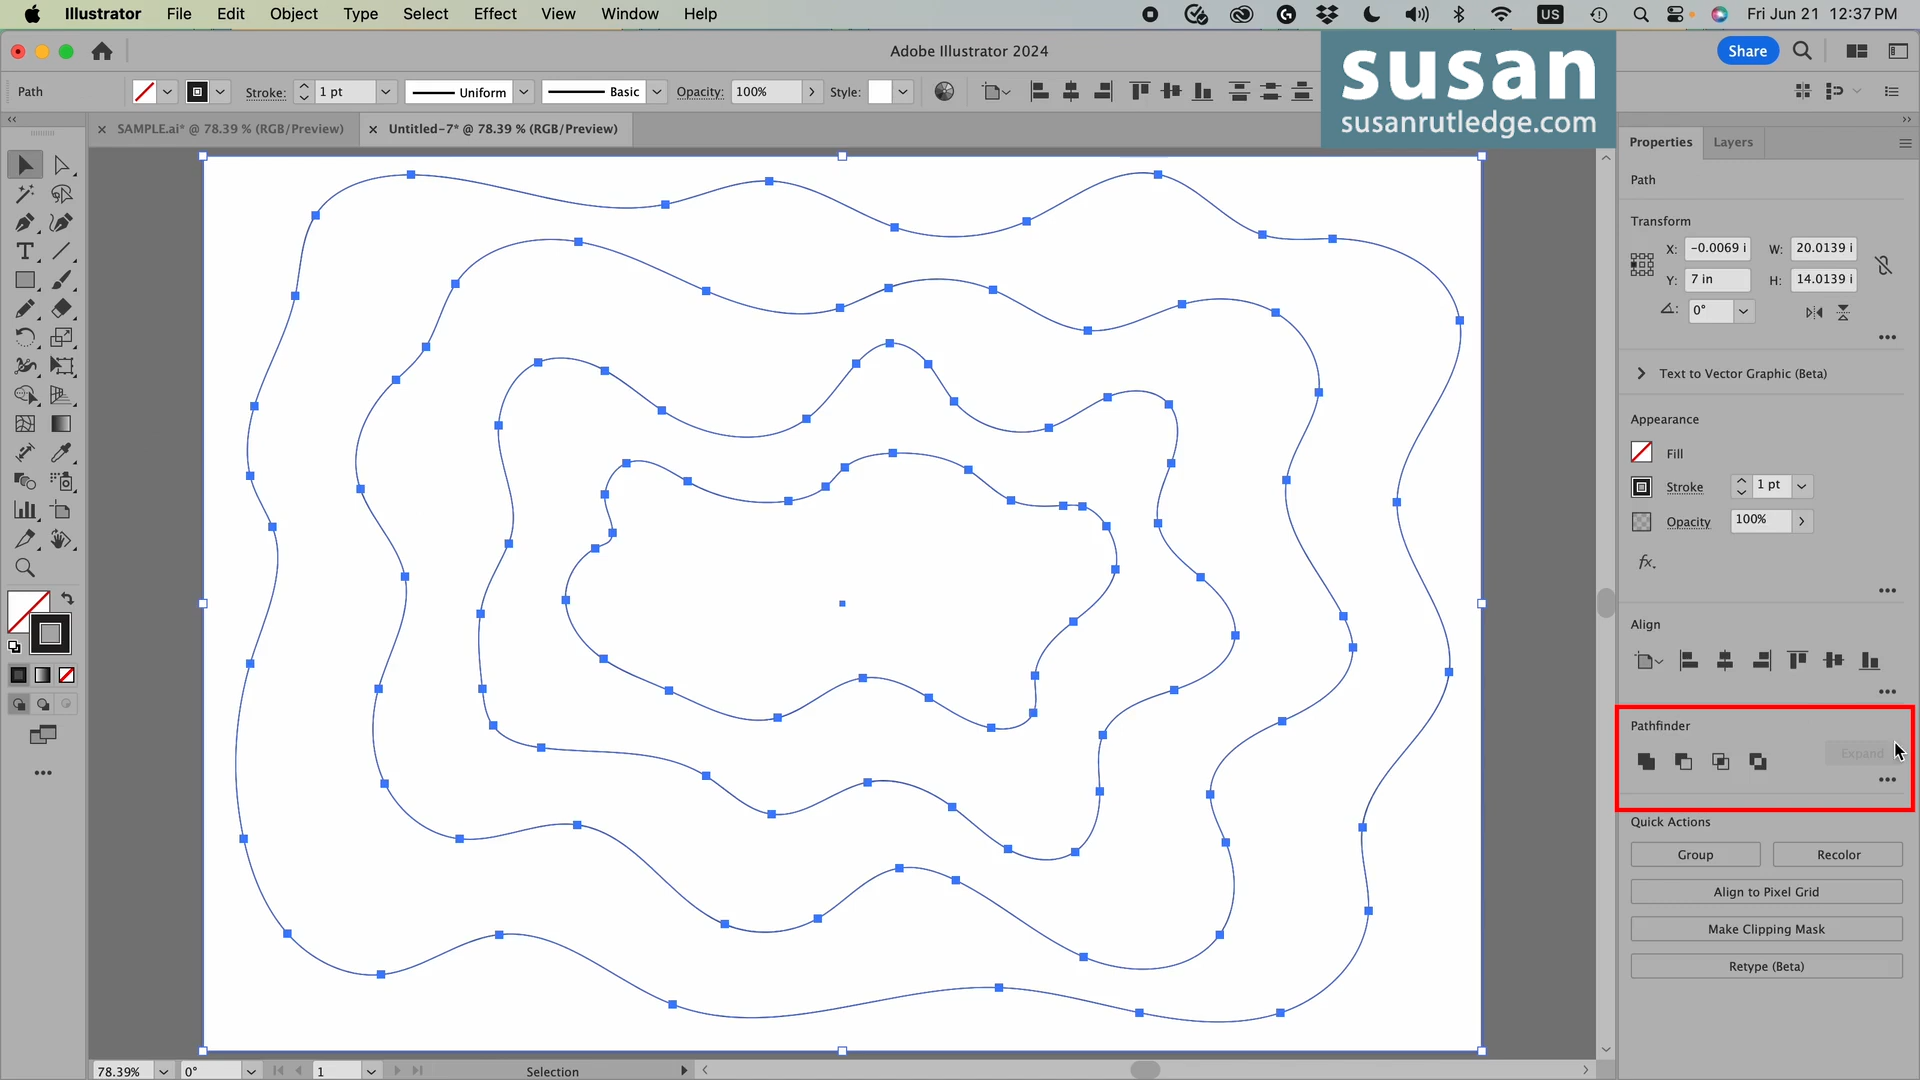 Illustrator File Edit Object Type Select Effect View Window Help US Fri Jun 21 12:37 PM
Adobe Illustrator 2024
Share
susan
susanrutledge.com
Path Stroke: 1 pt Uniform Basic Opacity: 100% Style:
SAMPLE.ai* @ 78.39 % (RGB/Preview) Untitled-7* @ 78.39 % (RGB/Preview)
Properties Layers
Path
Transform
X: -0.0069 i W: 20.0139 i
Y: 7 in H: 14.0139 i
0°
Text to Vector Graphic (Beta)
Appearance
Fill
Stroke 1 pt
Opacity 100%
fx.
Align
Pathfinder
Expand
Quick Actions
Group Recolor
Align to Pixel Grid
Make Clipping Mask
Retype (Beta)
78.39% 0° 1 Selection